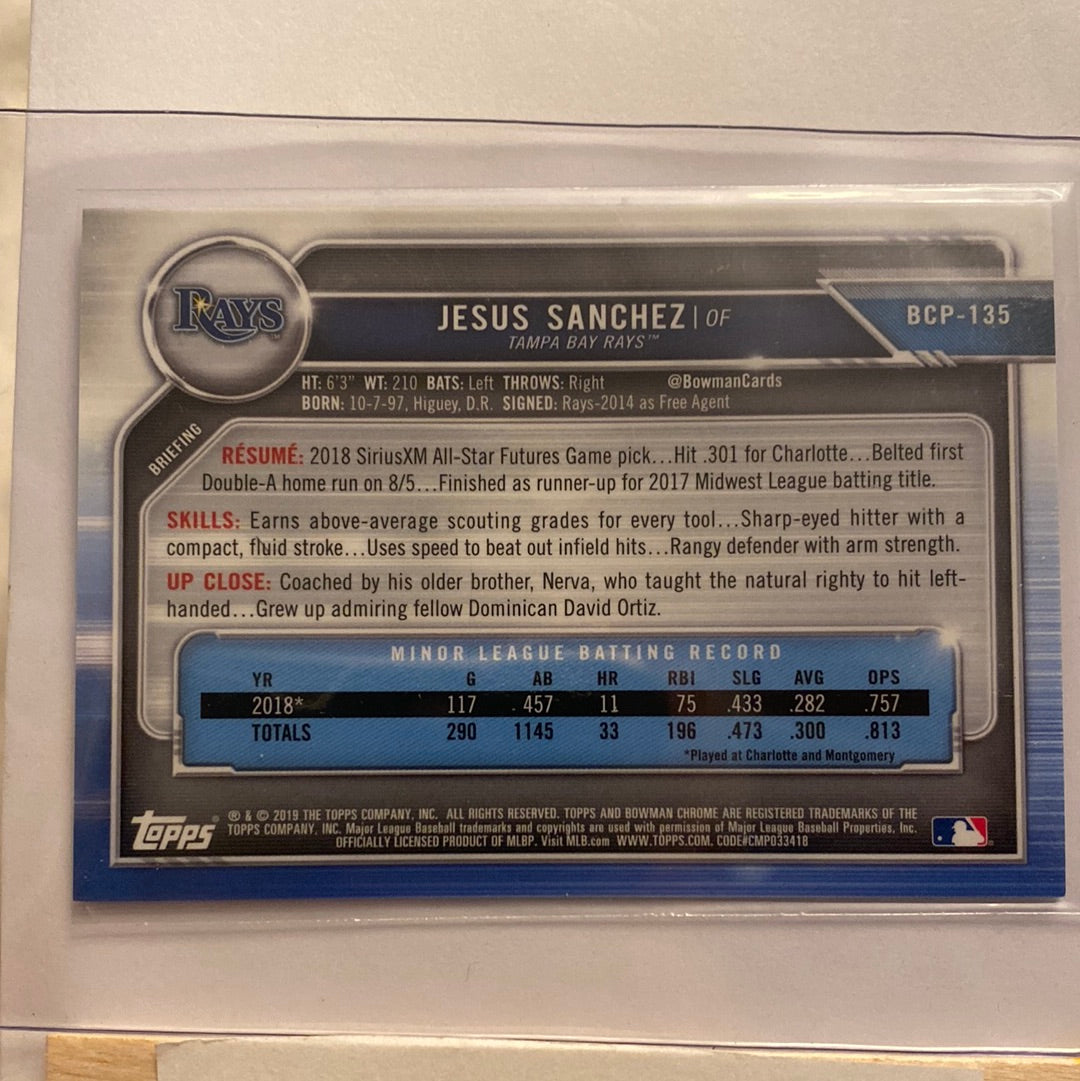 RAYS
JESUS SANCHEZ | OF
BCP-135
TAMPA BAY RAYS™
HT: 6'3" WT: 210 BATS: Left THROWS: Right @BowmanCards
BORN: 10-7-97, Higuey, D.R. SIGNED: Rays-2014 as Free Agent
BRIEFING
RÉSUMÉ: 2018 SiriusXM All-Star Futures Game pick...Hit .301 for Charlotte...Belted first
Double-A home run on 8/5...Finished as runner-up for 2017 Midwest League batting title.
SKILLS: Earns above-average scouting grades for every tool...Sharp-eyed hitter with a
compact, fluid stroke...Uses speed to beat out infield hits...Rangy defender with arm strength.
UP CLOSE: Coached by his older brother, Nerva, who taught the natural righty to hit left-
handed...Grew up admiring fellow Dominican David Ortiz.
MINOR LEAGUE BATTING RECORD
YR G AB HR RBI SLG AVG OPS
2018* 117 457 11 75 .433 .282 .757
TOTALS 290 1145 33 196 .473 .300 .813
*Played at Charlotte and Montgomery
TOPPS®
® & © 2019 THE TOPPS COMPANY, INC. ALL RIGHTS RESERVED. TOPPS AND BOWMAN CHROME ARE REGISTERED TRADEMARKS OF THE
TOPPS COMPANY, INC. Major League Baseball trademarks and copyrights are used with permission of Major League Baseball Properties, Inc.
OFFICIALLY LICENSED PRODUCT OF MLBP. Visit MLB.com WWW.TOPPS.COM. CODE#CMP033418